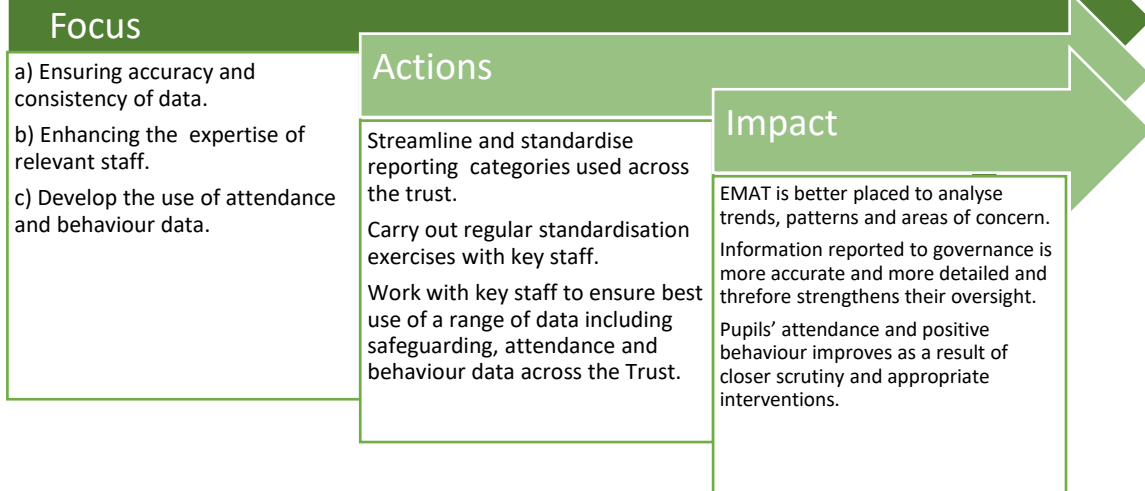 Focus
a) Ensuring accuracy and
consistency of data.
b) Enhancing the  expertise of
relevant staff.
c) Develop the use of attendance
and behaviour data.
Actions
Streamline and standardise
reporting  categories used across
the trust.
Carry out regular standardisation
exercises with key staff.
Work with key staff to ensure best
use of a range of data including
safeguarding, attendance and
behaviour data across the Trust.
Impact
EMAT is better placed to analyse
trends, patterns and areas of concern.
Information reported to governance is
more accurate and more detailed and
threfore strengthens their oversight.
Pupils’ attendance and positive
behaviour improves as a result of
closer scrutiny and appropriate
interventions.